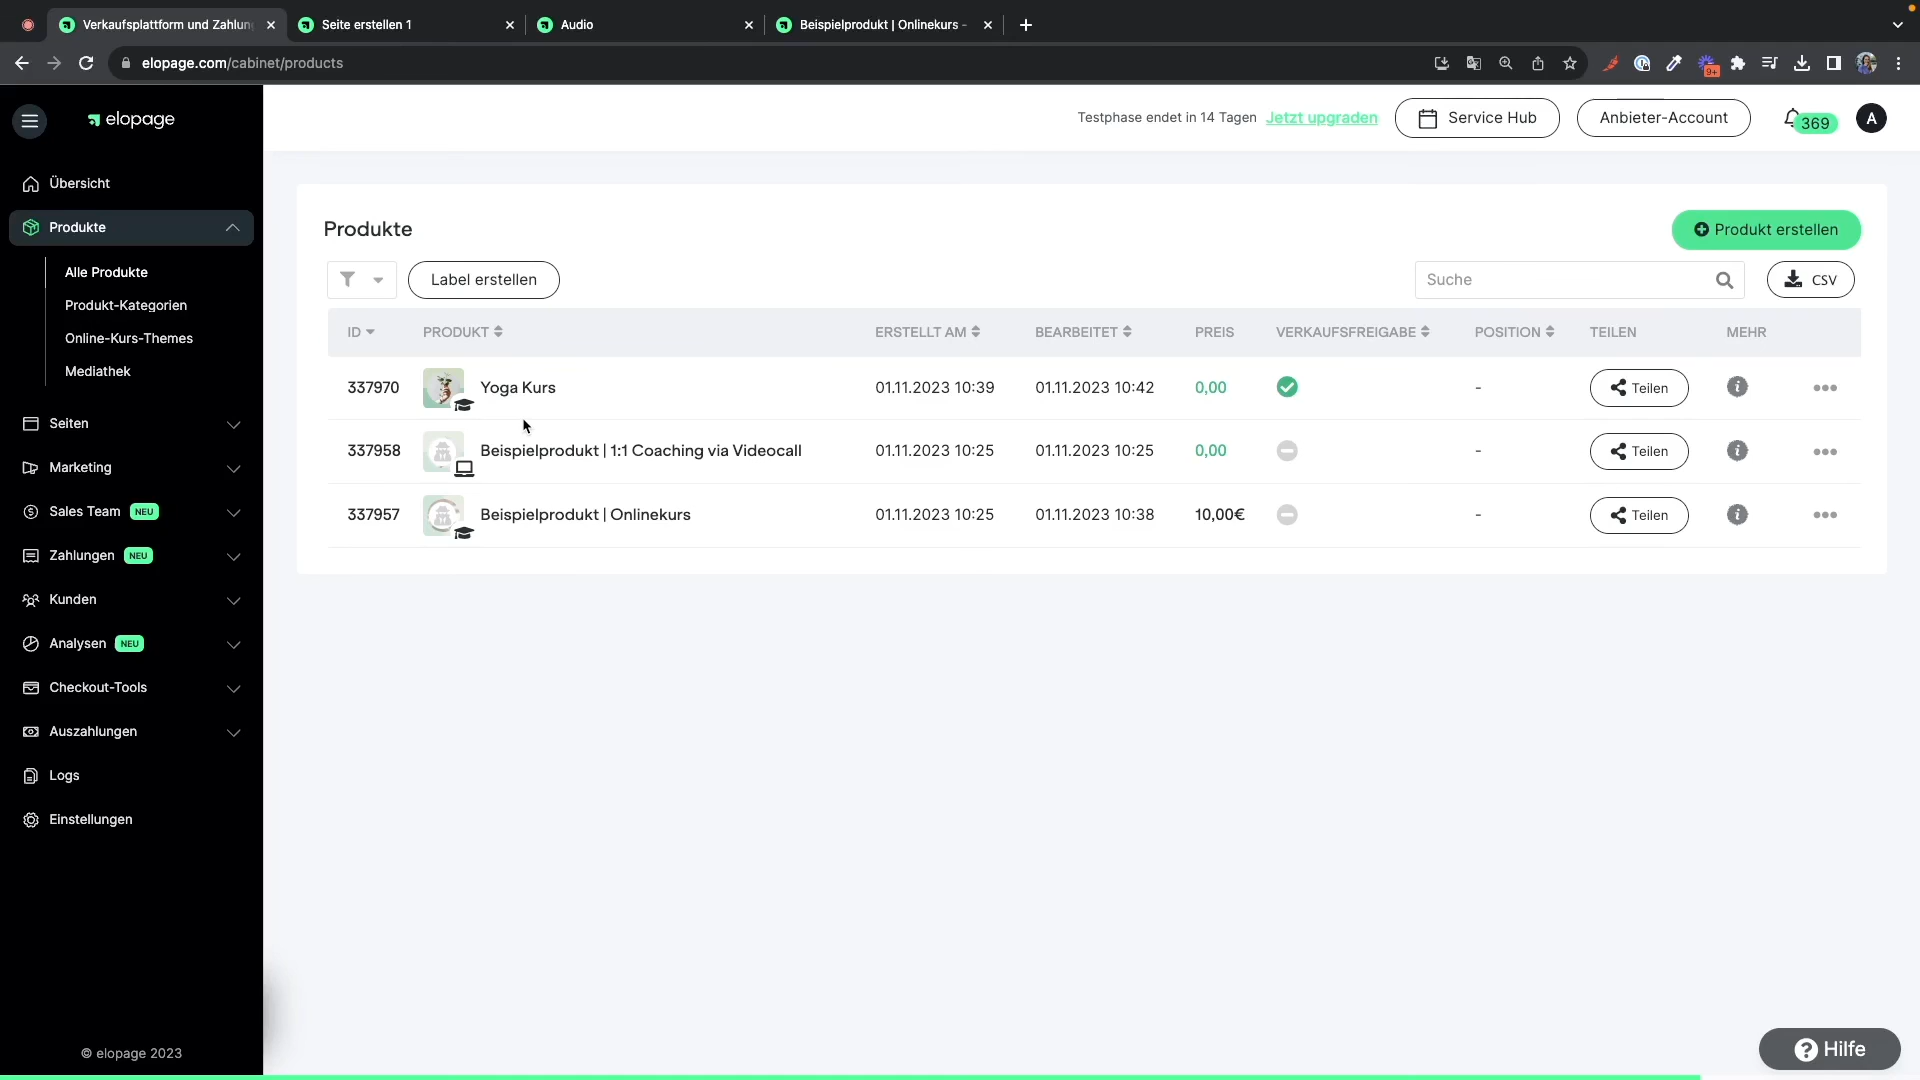 Verkaufsplattform und Zahlun
Seite erstellen 1
Audio
Beispielprodukt | Onlinekurs -
elopage.com/cabinet/products
9+
elopage
Testphase endet in 14 Tagen
Jetzt upgraden
Service Hub
Anbieter-Account
369
A
Übersicht
Produkte
Alle Produkte
Produkt-Kategorien
Online-Kurs-Themes
Mediathek
Seiten
Marketing
Sales Team NEU
Zahlungen NEU
Kunden
Analysen NEU
Checkout-Tools
Auszahlungen
Logs
Einstellungen
© elopage 2023
Produkte
Produkt erstellen
Label erstellen
Suche
CSV
ID PRODUKT ERSTELLT AM BEARBEITET PREIS VERKAUFSFREIGABE POSITION TEILEN MEHR
337970 Yoga Kurs 01.11.2023 10:39 01.11.2023 10:42 0,00 - Teilen
337958 Beispielprodukt | 1:1 Coaching via Videocall 01.11.2023 10:25 01.11.2023 10:25 0,00 - Teilen
337957 Beispielprodukt | Onlinekurs 01.11.2023 10:25 01.11.2023 10:38 10,00€ - Teilen
Hilfe